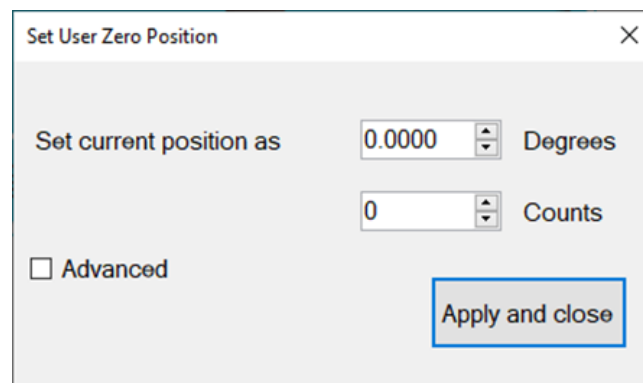 Set User Zero Position
Set current position as 0.0000 Degrees
0 Counts
Advanced
Apply and close